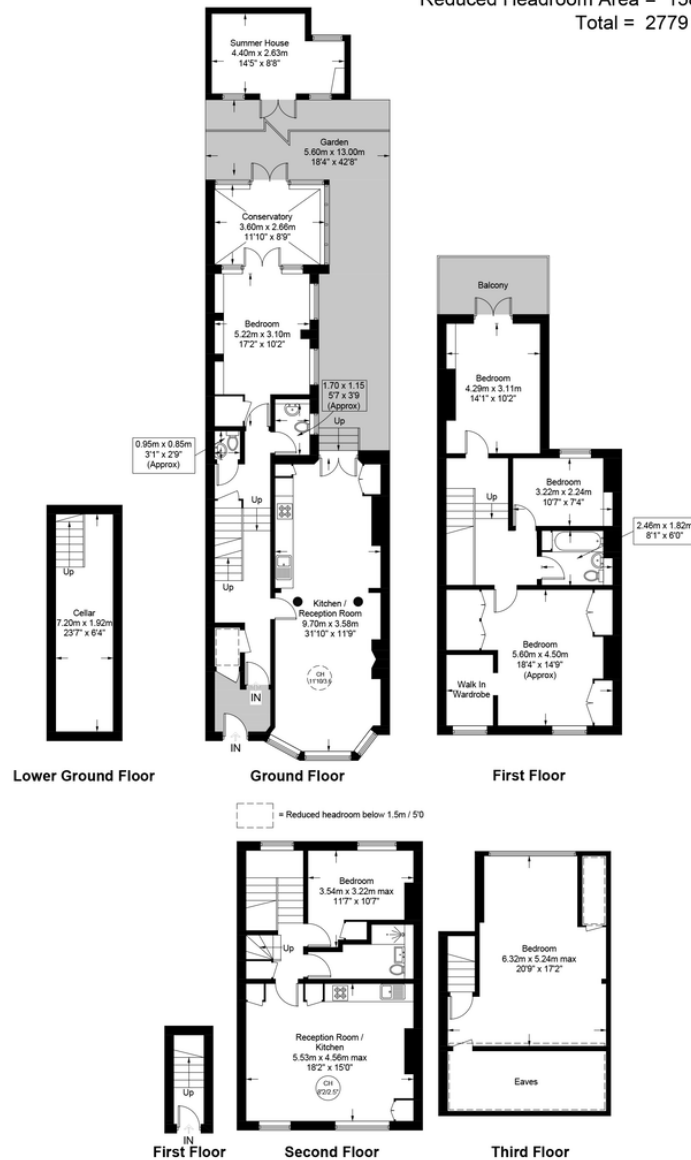 Reduced Headroom Area =
Total = 2779
Summer House
4.40m x 2.63m
14'5" x 8'8"
Garden
5.60m x 13.00m
18'4" x 42'8"
Conservatory
3.60m x 2.66m
11'10" x 8'9"
Bedroom
5.22m x 3.10m
17'2" x 10'2"
1.70 x 1.15
5'7 x 3'9
(Approx)
Up
0.95m x 0.85m
3'1" x 2'9"
(Approx)
Up
Up
Kitchen /
Reception Room
9.70m x 3.58m
31'10" x 11'9"
CH
IN
IN
Ground Floor
Up
Cellar
7.20m x 1.92m
23'7" x 6'4"
Lower Ground Floor
Balcony
Bedroom
4.29m x 3.11m
14'1" x 10'2"
Up
Bedroom
3.22m x 2.24m
10'7" x 7'4"
2.46m x 1.82m
8'1" x 6'0"
Bedroom
5.60m x 4.50m
18'4" x 14'9"
(Approx)
Walk In
Wardrobe
First Floor
= Reduced headroom below 1.5m / 5'0
Up
IN
First Floor
Bedroom
3.54m x 3.22m max
11'7" x 10'7"
Up
Reception Room /
Kitchen
5.53m x 4.56m max
18'2" x 15'0"
CH
Second Floor
Bedroom
6.32m x 5.24m max
20'9" x 17'2"
Eaves
Third Floor